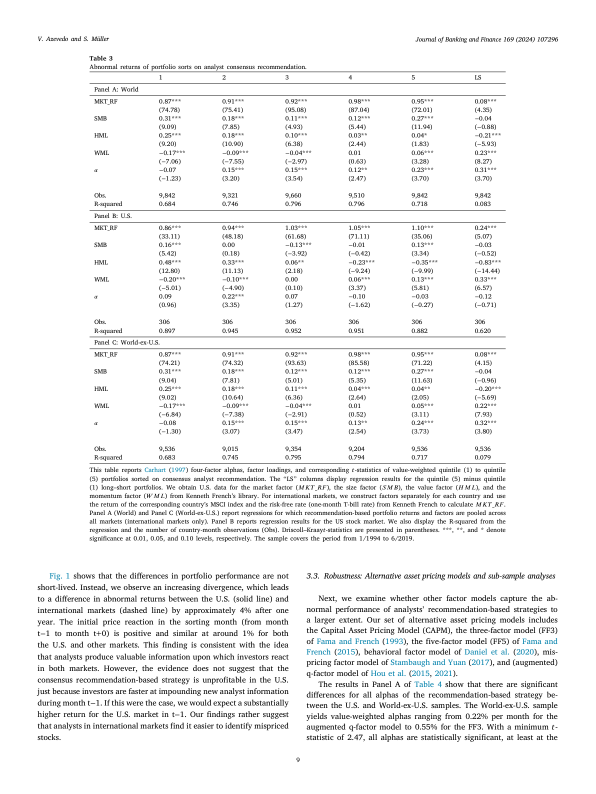 V. Azevedo and S. Müller
Journal of Banking and Finance 169 (2024) 107296
Table 3
Abnormal returns of portfolio sorts on analyst consensus recommendation.
1 2 3 4 5 LS
Panel A: World
MKT_RF 0.87*** 0.91*** 0.92*** 0.98*** 0.95*** 0.08***
(74.78) (75.41) (95.08) (87.04) (72.01) (4.35)
SMB 0.31*** 0.18*** 0.11*** 0.12*** 0.27*** −0.04
(9.09) (7.85) (4.93) (5.44) (11.94) (−0.88)
HML 0.25*** 0.18*** 0.10*** 0.03** 0.04* −0.21***
(9.20) (10.90) (6.38) (2.44) (1.83) (−5.93)
WML −0.17*** −0.09*** −0.04*** 0.01 0.06*** 0.23***
(−7.06) (−7.55) (−2.97) (0.63) (3.28) (8.27)
α −0.07 0.15*** 0.15*** 0.12** 0.23*** 0.31***
(−1.23) (3.20) (3.54) (2.47) (3.70) (3.70)
Obs. 9,842 9,321 9,660 9,510 9,842 9,842
R-squared 0.684 0.746 0.796 0.796 0.718 0.083
Panel B: U.S.
MKT_RF 0.86*** 0.94*** 1.03*** 1.05*** 1.10*** 0.24***
(33.11) (48.18) (61.68) (71.11) (35.06) (5.07)
SMB 0.16*** 0.00 −0.13*** −0.01 0.13*** −0.03
(5.42) (0.18) (−3.92) (−0.42) (3.34) (−0.52)
HML 0.48*** 0.33*** 0.06** −0.23*** −0.35*** −0.83***
(12.80) (11.13) (2.18) (−9.24) (−9.99) (−14.44)
WML −0.20*** −0.10*** 0.00 0.06*** 0.13*** 0.33***
(−5.01) (−4.90) (0.10) (3.37) (5.81) (6.57)
α 0.09 0.22*** 0.07 −0.10 −0.03 −0.12
(0.96) (3.35) (1.27) (−1.62) (−0.27) (−0.71)
Obs. 306 306 306 306 306 306
R-squared 0.897 0.945 0.952 0.951 0.882 0.620
Panel C: World-ex-U.S.
MKT_RF 0.87*** 0.91*** 0.92*** 0.98*** 0.95*** 0.08***
(74.21) (74.32) (93.63) (85.58) (71.22) (4.15)
SMB 0.31*** 0.18*** 0.12*** 0.12*** 0.27*** −0.04
(9.04) (7.81) (5.01) (5.35) (11.63) (−0.96)
HML 0.25*** 0.18*** 0.11*** 0.04*** 0.04** −0.20***
(9.02) (10.64) (6.36) (2.64) (2.05) (−5.69)
WML −0.17*** −0.09*** −0.04*** 0.01 0.05*** 0.22***
(−6.84) (−7.38) (−2.91) (0.52) (3.11) (7.93)
α −0.08 0.15*** 0.15*** 0.13** 0.24*** 0.32***
(−1.30) (3.07) (3.47) (2.54) (3.73) (3.80)
Obs. 9,536 9,015 9,354 9,204 9,536 9,536
R-squared 0.683 0.745 0.795 0.794 0.717 0.079
This table reports Carhart (1997) four-factor alphas, factor loadings, and corresponding t-statistics of value-weighted quintile (1) to quintile
(5) portfolios sorted on consensus analyst recommendation. The “LS” columns display regression results for the quintile (5) minus quintile
(1) long–short portfolios. We obtain U.S. data for the market factor (MKT_RF), the size factor (SMB), the value factor (HML), and the
momentum factor (WML) from Kenneth French’s library. For international markets, we construct factors separately for each country and use
the return of the corresponding country’s MSCI index and the risk-free rate (one-month T-bill rate) from Kenneth French to calculate MKT_RF.
Panel A (World) and Panel C (World-ex-U.S.) report regressions for which recommendation-based portfolio returns and factors are pooled across
all markets (international markets only). Panel B reports regression results for the US stock market. We also display the R-squared from the
regression and the number of country-month observations (Obs). Driscoll–Kraay t-statistics are presented in parentheses. ***, **, and * denote
significance at 0.01, 0.05, and 0.10 levels, respectively. The sample covers the period from 1/1994 to 6/2019.
Fig. 1 shows that the differences in portfolio performance are not
short-lived. Instead, we observe an increasing divergence, which leads
to a difference in abnormal returns between the U.S. (solid line) and
international markets (dashed line) by approximately 4% after one
year. The initial price reaction in the sorting month (from month
t−1 to month t+0) is positive and similar at around 1% for both
the U.S. and other markets. This finding is consistent with the idea
that analysts produce valuable information upon which investors react
in both markets. However, the evidence does not suggest that the
consensus recommendation-based strategy is unprofitable in the U.S.
just because investors are faster at impounding new analyst information
during month t−1. If this were the case, we would expect a substantially
higher return for the U.S. market in t−1. Our findings rather suggest
that analysts in international markets find it easier to identify mispriced
stocks.
3.3. Robustness: Alternative asset pricing models and sub-sample analyses
Next, we examine whether other factor models capture the ab-
normal performance of analysts’ recommendation-based strategies to
a larger extent. Our set of alternative asset pricing models includes
the Capital Asset Pricing Model (CAPM), the three-factor model (FF3)
of Fama and French (1993), the five-factor model (FF5) of Fama and
French (2015), behavioral factor model of Daniel et al. (2020), mis-
pricing factor model of Stambaugh and Yuan (2017), and (augmented)
q-factor model of Hou et al. (2015, 2021).
The results in Panel A of Table 4 show that there are significant
differences for all alphas of the recommendation-based strategy be-
tween the U.S. and World-ex-U.S. samples. The World-ex-U.S. sample
yields value-weighted alphas ranging from 0.22% per month for the
augmented q-factor model to 0.55% for the FF3. With a minimum t-
statistic of 2.47, all alphas are statistically significant, at least at the
9